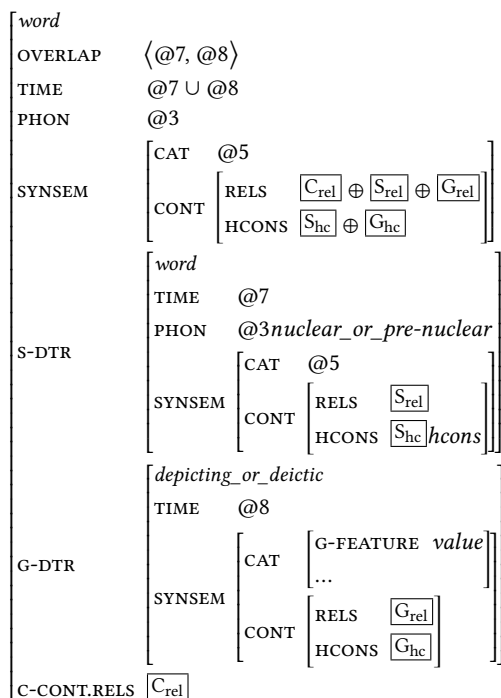 word
OVERLAP ⟨@7, @8⟩
TIME @7 ∪ @8
PHON @3
SYNSEM
CAT @5
CONT
RELS C_rel ⊕ S_rel ⊕ G_rel
HCONS S_hc ⊕ G_hc
S-DTR
word
TIME @7
PHON @3nuclear_or_pre-nuclear
SYNSEM
CAT @5
CONT
RELS S_rel
HCONS S_hc hcons
G-DTR
depicting_or_deictic
TIME @8
SYNSEM
CAT
G-FEATURE value
...
CONT
RELS G_rel
HCONS G_hc
C-CONT.RELS C_rel